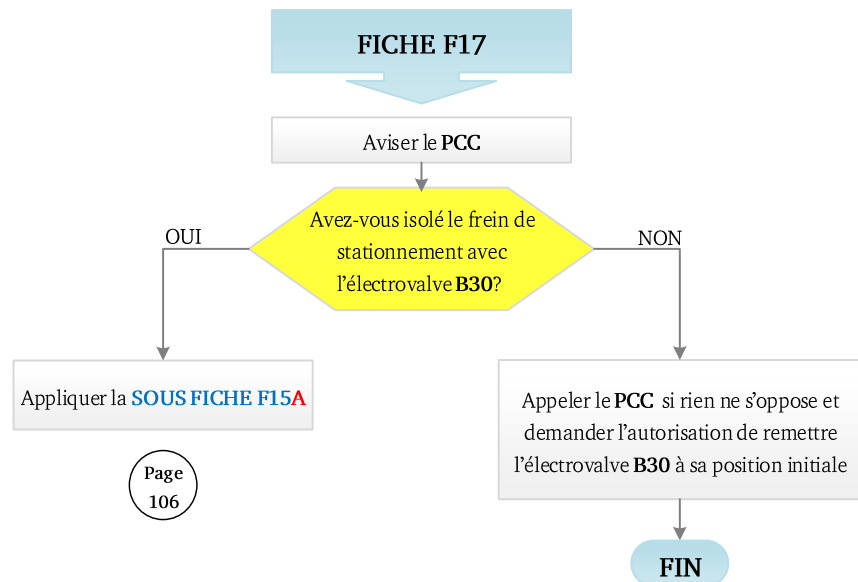 FICHE F17
Aviser le PCC
Avez-vous isolé le frein de
stationnement avec
l’électrovalve B30?
OUI
NON
Appliquer la SOUS FICHE F15A
Page
106
Appeler le PCC si rien ne s’oppose et
demander l’autorisation de remettre
l’électrovalve B30 à sa position initiale
FIN